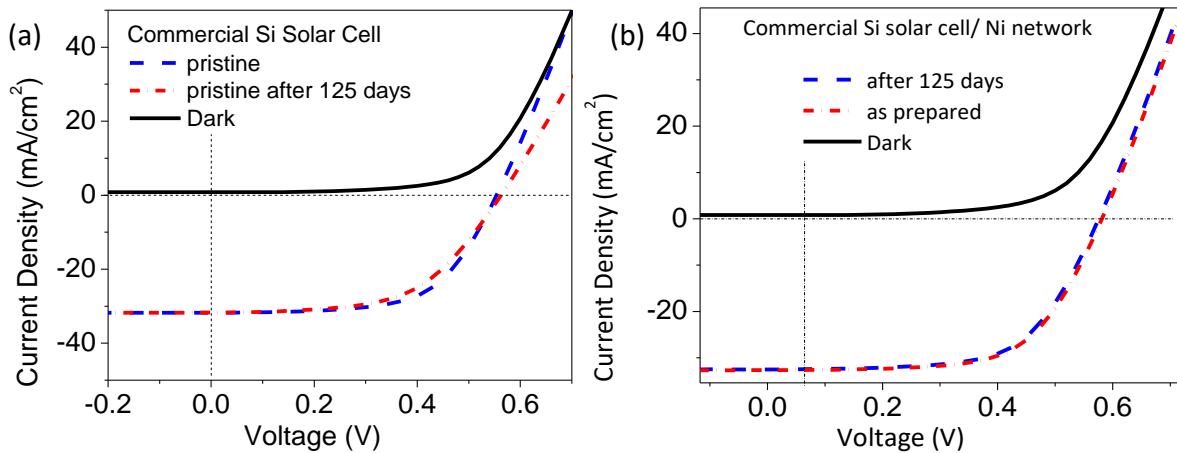 (a)
Commercial Si Solar Cell
pristine
pristine after 125 days
Dark
Current Density (mA/cm²)
40
20
0
-20
-40
-0.2 0.0 0.2 0.4 0.6
Voltage (V)
(b)
Commercial Si solar cell/ Ni network
after 125 days
as prepared
Dark
Current Density (mA/cm²)
40
20
0
-20
0.0 0.2 0.4 0.6
Voltage (V)